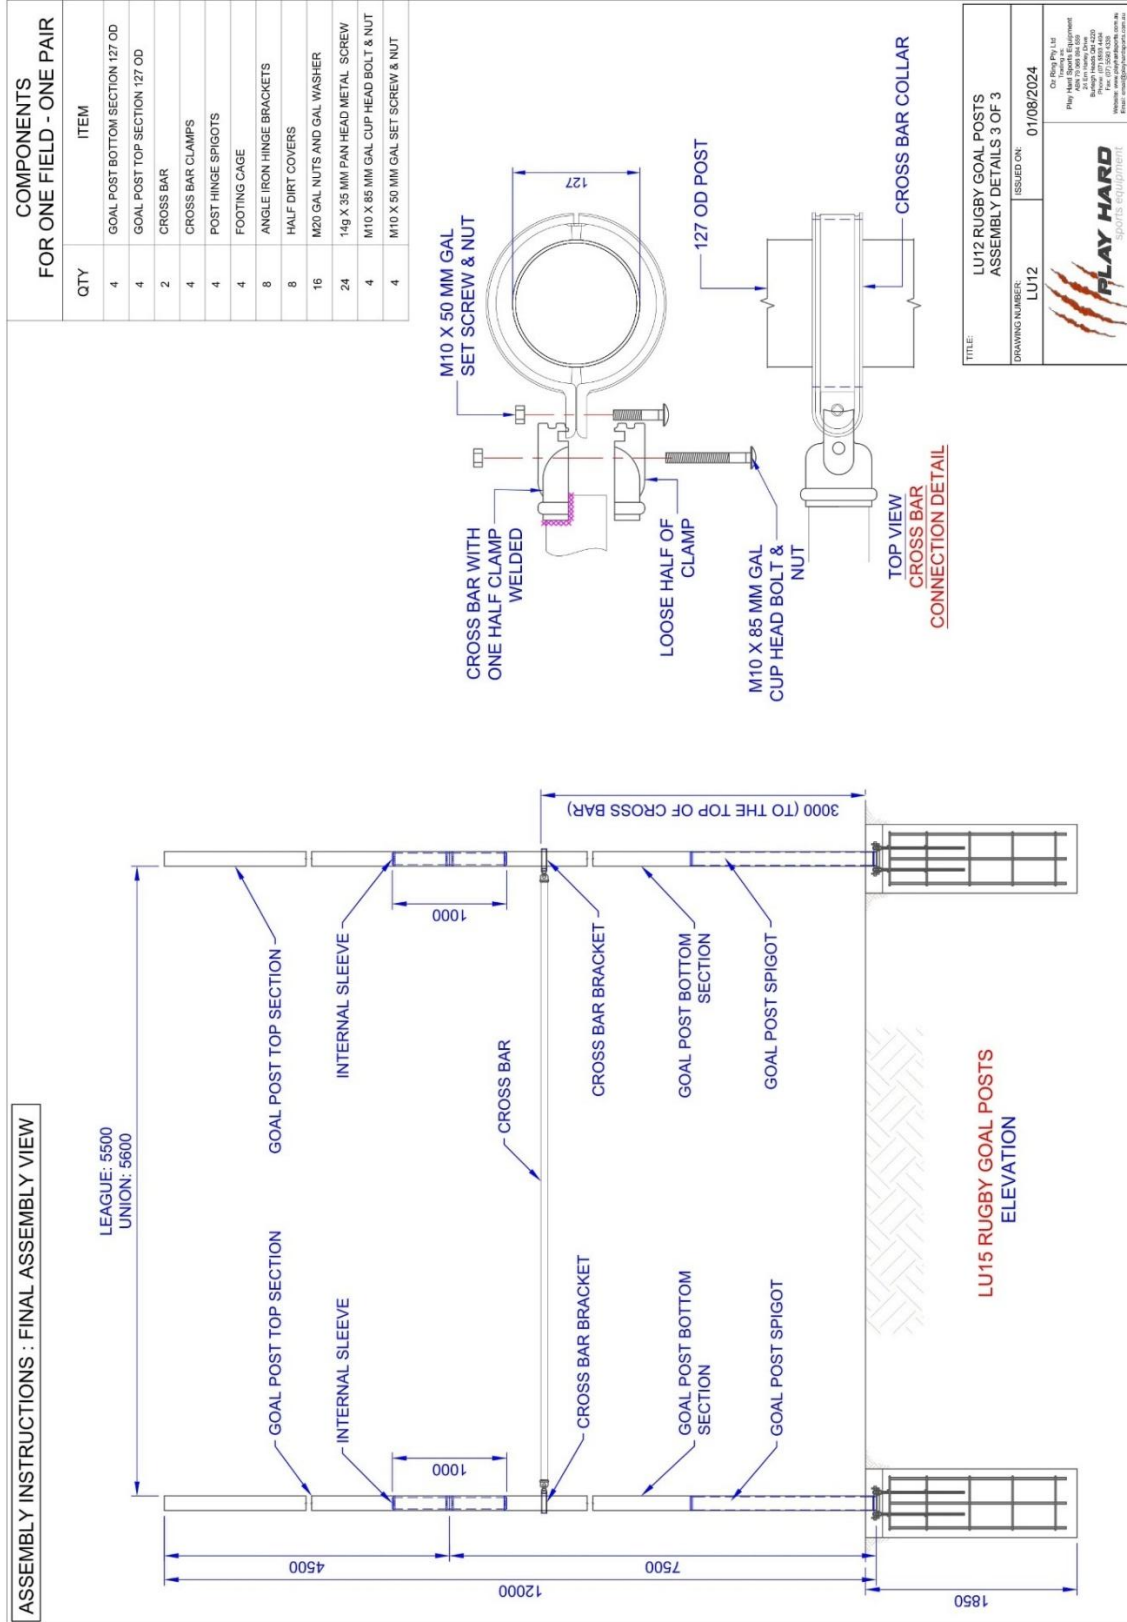 ASSEMBLY INSTRUCTIONS : FINAL ASSEMBLY VIEW
COMPONENTS
FOR ONE FIELD - ONE PAIR
QTY ITEM
4 GOAL POST BOTTOM SECTION 127 OD
4 GOAL POST TOP SECTION 127 OD
2 CROSS BAR
4 CROSS BAR CLAMPS
4 POST HINGE SPIGOTS
4 FOOTING CAGE
8 ANGLE IRON HINGE BRACKETS
8 HALF DIRT COVERS
16 M20 GAL NUTS AND GAL WASHER
24 14g X 35 MM PAN HEAD METAL SCREW
4 M10 X 85 MM GAL CUP HEAD BOLT & NUT
4 M10 X 50 MM GAL SET SCREW & NUT
LEAGUE: 5500
UNION: 5600
GOAL POST TOP SECTION
GOAL POST TOP SECTION
INTERNAL SLEEVE
INTERNAL SLEEVE
4500
12000
7500
1850
1000
1000
CROSS BAR
CROSS BAR BRACKET
CROSS BAR BRACKET
3000 (TO THE TOP OF CROSS BAR)
GOAL POST BOTTOM
SECTION
GOAL POST BOTTOM
SECTION
GOAL POST SPIGOT
GOAL POST SPIGOT
LU15 RUGBY GOAL POSTS
ELEVATION
M10 X 50 MM GAL
SET SCREW & NUT
127
CROSS BAR WITH
ONE HALF CLAMP
WELDED
LOOSE HALF OF
CLAMP
M10 X 85 MM GAL
CUP HEAD BOLT &
NUT
127 OD POST
CROSS BAR COLLAR
TOP VIEW
CROSS BAR
CONNECTION DETAIL
TITLE:
LU12 RUGBY GOAL POSTS
ASSEMBLY DETAILS 3 OF 3
DRAWING NUMBER:
LU12
ISSUED ON:
01/08/2024
PLAY HARD
sports equipment
Oz Ring Pty Ltd
Trading as:
Play Hard Sports Equipment